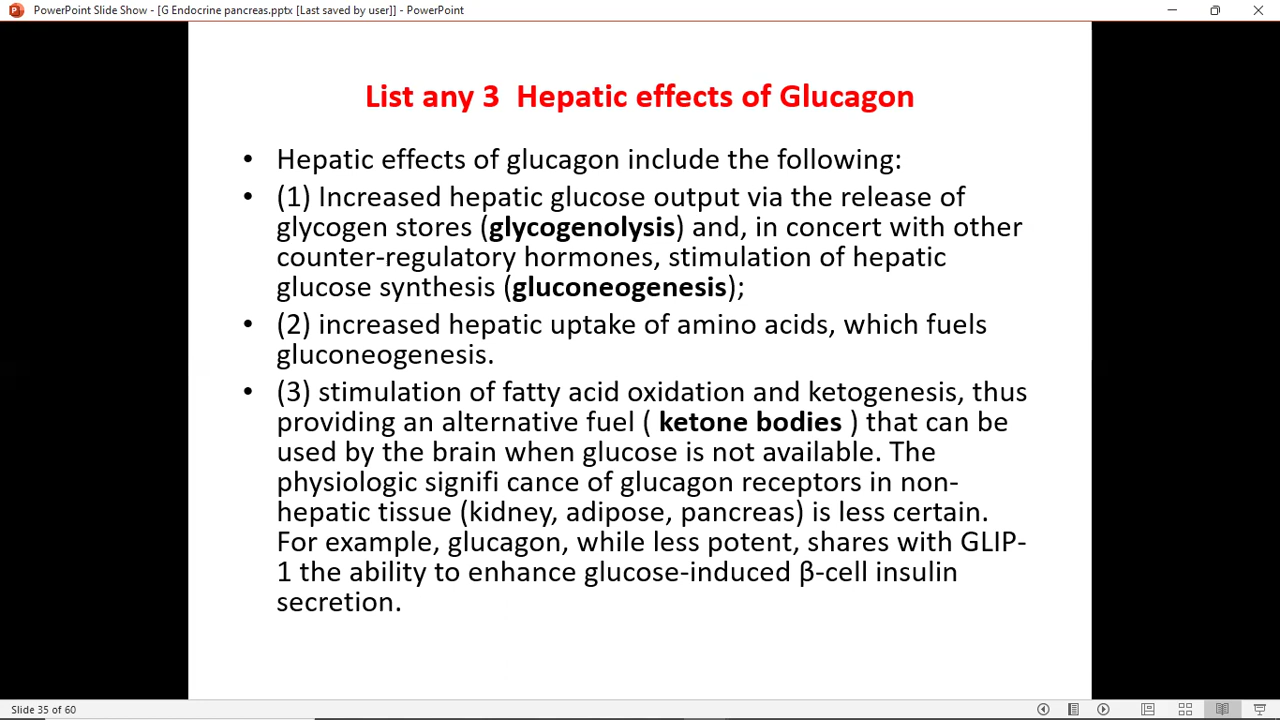 PowerPoint Slide Show - [G Endocrine pancreas.pptx [Last saved by user]] - PowerPoint
List any 3  Hepatic effects of Glucagon
• Hepatic effects of glucagon include the following:
• (1) Increased hepatic glucose output via the release of
glycogen stores (glycogenolysis) and, in concert with other
counter-regulatory hormones, stimulation of hepatic
glucose synthesis (gluconeogenesis);
• (2) increased hepatic uptake of amino acids, which fuels
gluconeogenesis.
• (3) stimulation of fatty acid oxidation and ketogenesis, thus
providing an alternative fuel ( ketone bodies ) that can be
used by the brain when glucose is not available. The
physiologic signifi cance of glucagon receptors in non-
hepatic tissue (kidney, adipose, pancreas) is less certain.
For example, glucagon, while less potent, shares with GLIP-
1 the ability to enhance glucose-induced β-cell insulin
secretion.
Slide 35 of 60